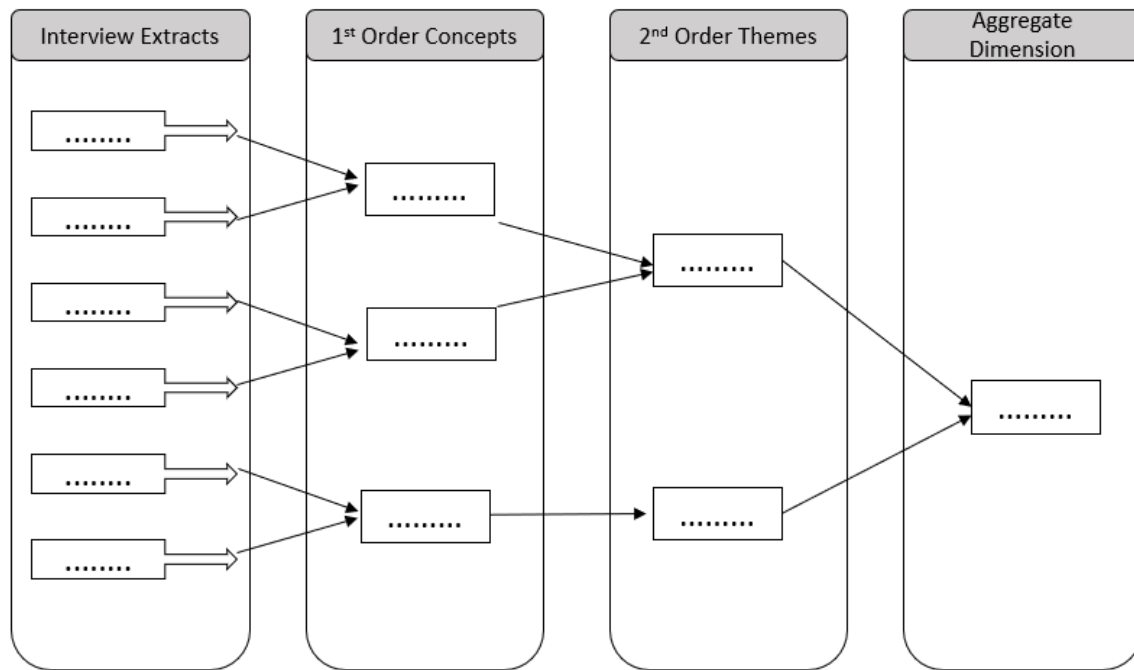 Interview Extracts
1st Order Concepts
2nd Order Themes
Aggregate
Dimension
........
........
........
........
........
........
.........
.........
.........
.........
.........
.........